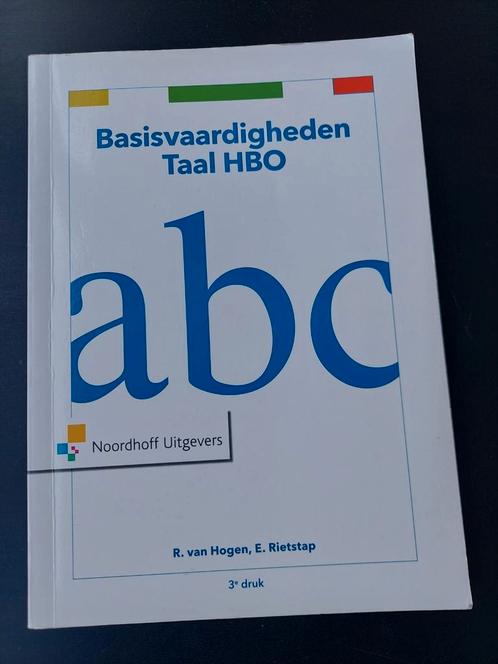 Basisvaardigheden
Taal HBO
abc
Noordhoff Uitgevers
R. van Hogen, E. Rietstap
3e druk